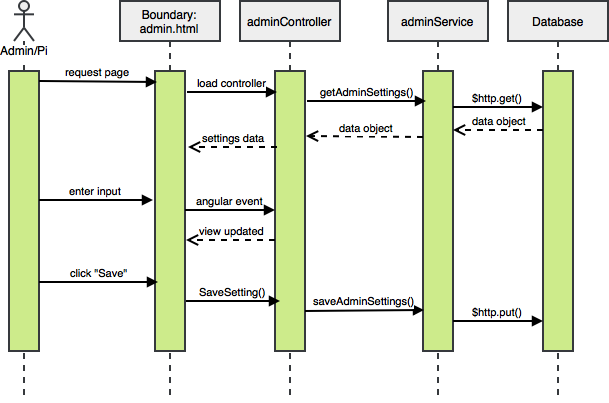 Boundary:
admin.html
adminController
adminService
Database
Admin/Pi
request page
load controller
getAdminSettings()
$http.get()
data object
data object
settings data
enter input
angular event
view updated
click "Save"
SaveSetting()
saveAdminSettings()
$http.put()